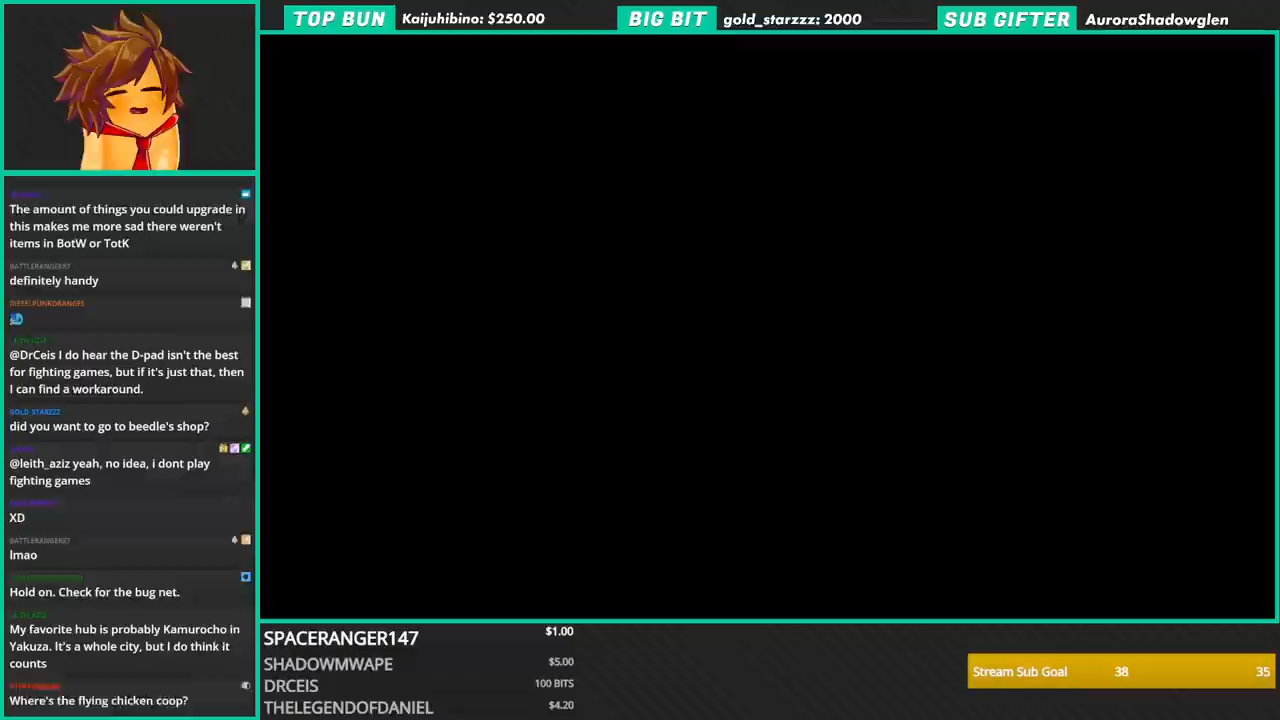 TOP BUN Kaijuhibino: $250.00 BIG BIT gold_starzzz: 2000 SUB GIFTER AuroraShadowglen
The amount of things you could upgrade in
this makes me more sad there weren't
items in BotW or TotK
BATTLERANGER87
definitely handy
DIESELPUNKORANGES
@DrCeis I do hear the D-pad isn't the best
for fighting games, but if it's just that, then
I can find a workaround.
GOLD_STARZZZ
did you want to go to beedle's shop?
@leith_aziz yeah, no idea, i dont play
fighting games
XD
BATTLERANGER87
lmao
Hold on. Check for the bug net.
LEITH_AZIZ
My favorite hub is probably Kamurocho in
Yakuza. It's a whole city, but I do think it
counts
Where's the flying chicken coop?
SPACERANGER147 $1.00
SHADOWMWAPE $5.00
DRCEIS 100 BITS
THELEGENDOFDANIEL $4.20
Stream Sub Goal 38 35